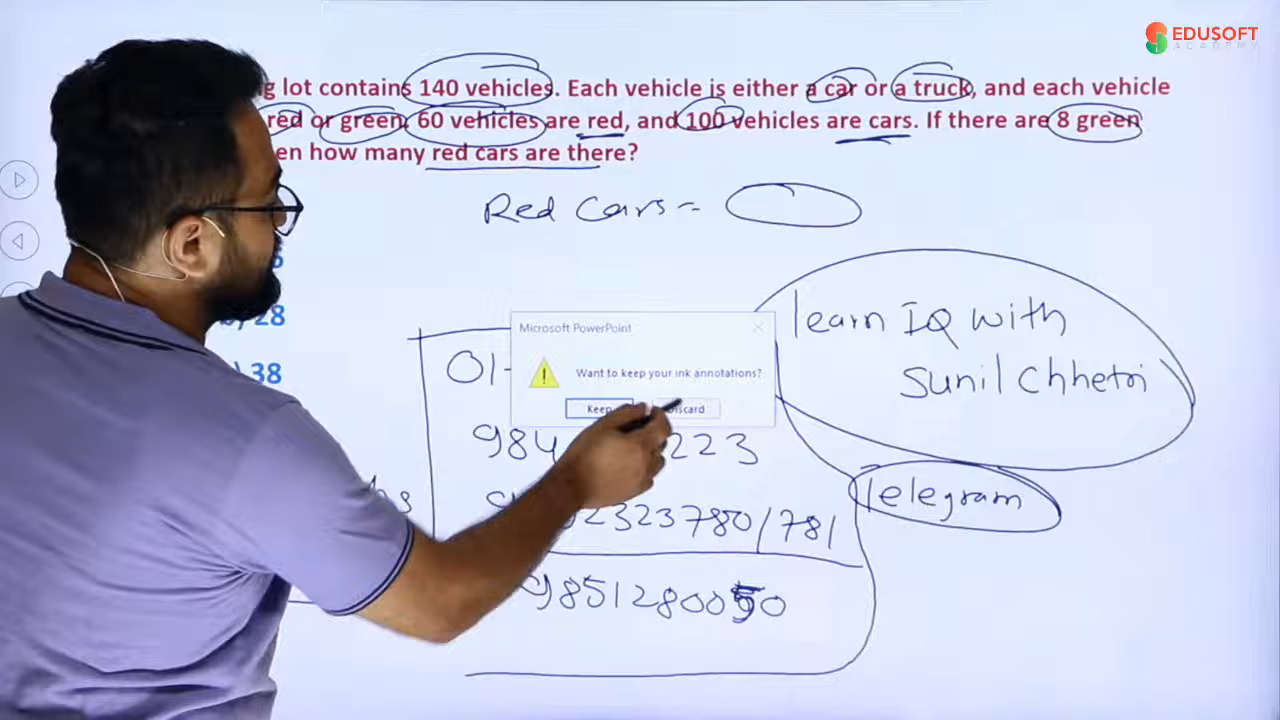 EDUSOFT
ACADEMY
lot contains 140 vehicles. Each vehicle is either a car or a truck, and each vehicle
red or green. 60 vehicles are red, and 100 vehicles are cars. If there are 8 green
how many red cars are there?
Red Cars =
28
38
Microsoft PowerPoint
Want to keep your ink annotations?
Keep
Discard
learn IQ with
Sunil Chhetri
01-
984 223
2323780/781
Telegram
9851280050